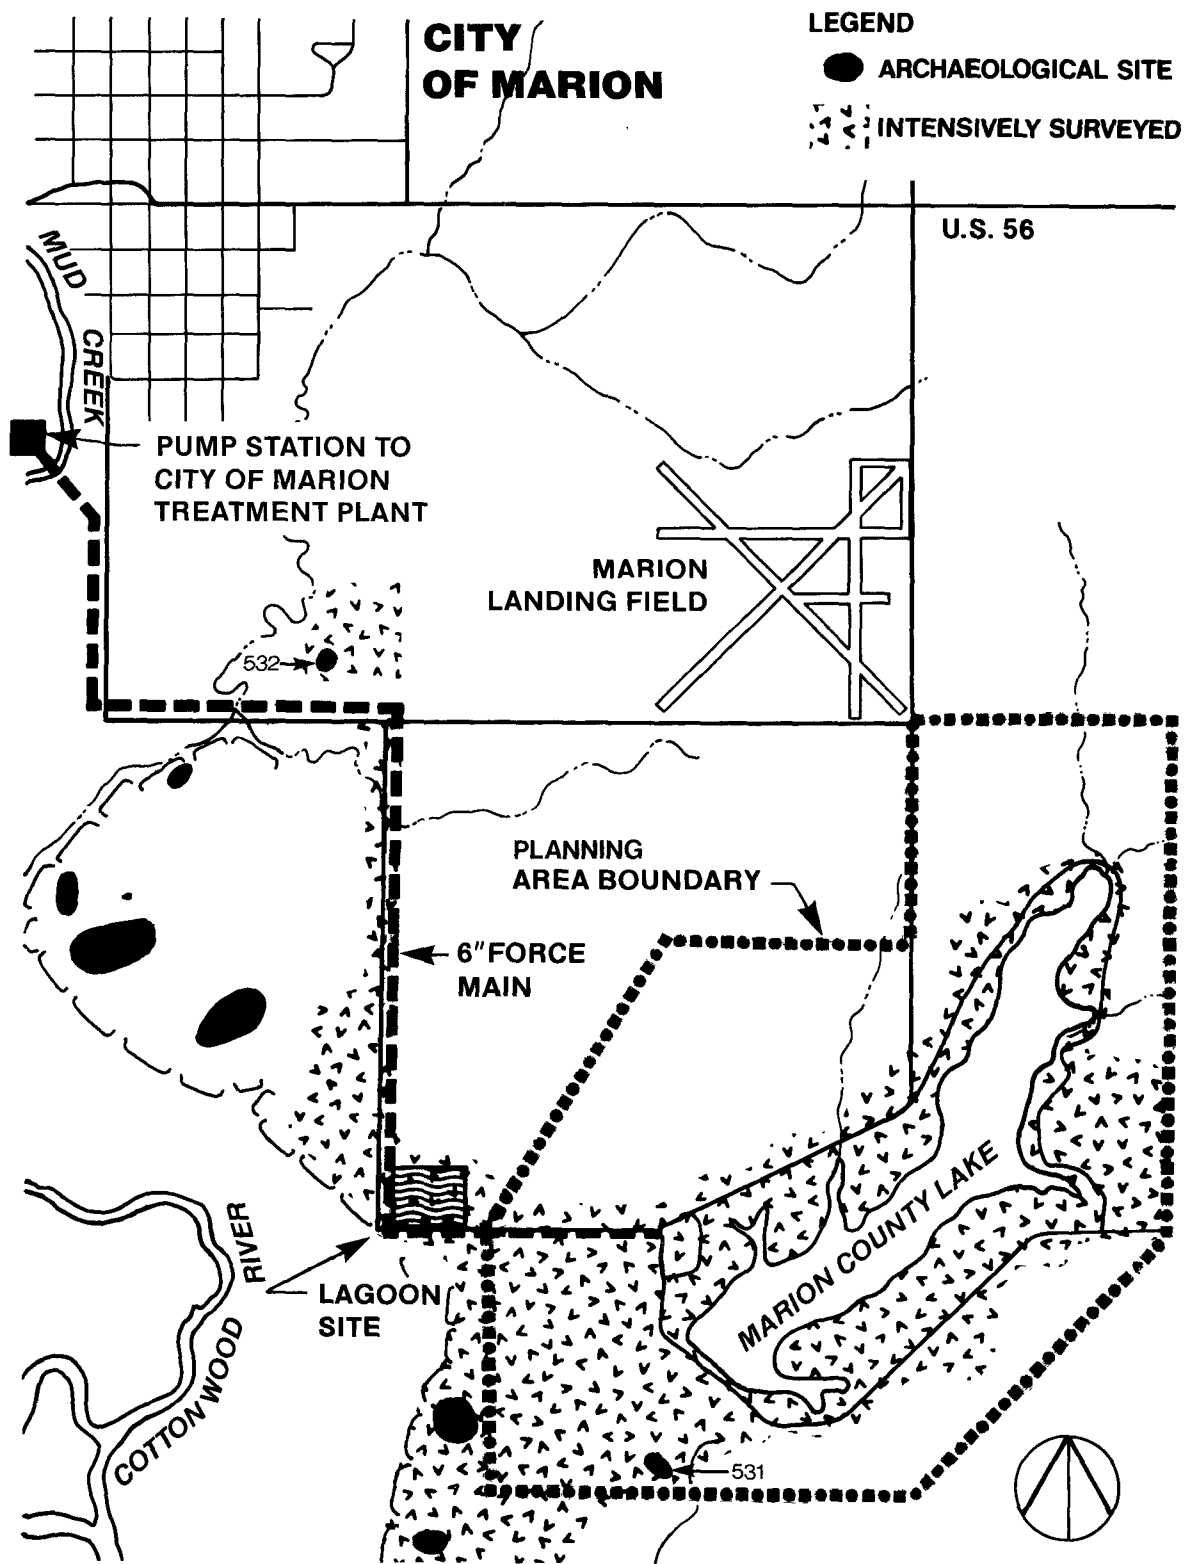 CITY
OF MARION
LEGEND
ARCHAEOLOGICAL SITE
INTENSIVELY SURVEYED
U.S. 56
MUD
CREEK
PUMP STATION TO
CITY OF MARION
TREATMENT PLANT
MARION
LANDING FIELD
532
PLANNING
AREA BOUNDARY
6" FORCE
MAIN
MARION COUNTY LAKE
LAGOON
SITE
COTTONWOOD
RIVER
531